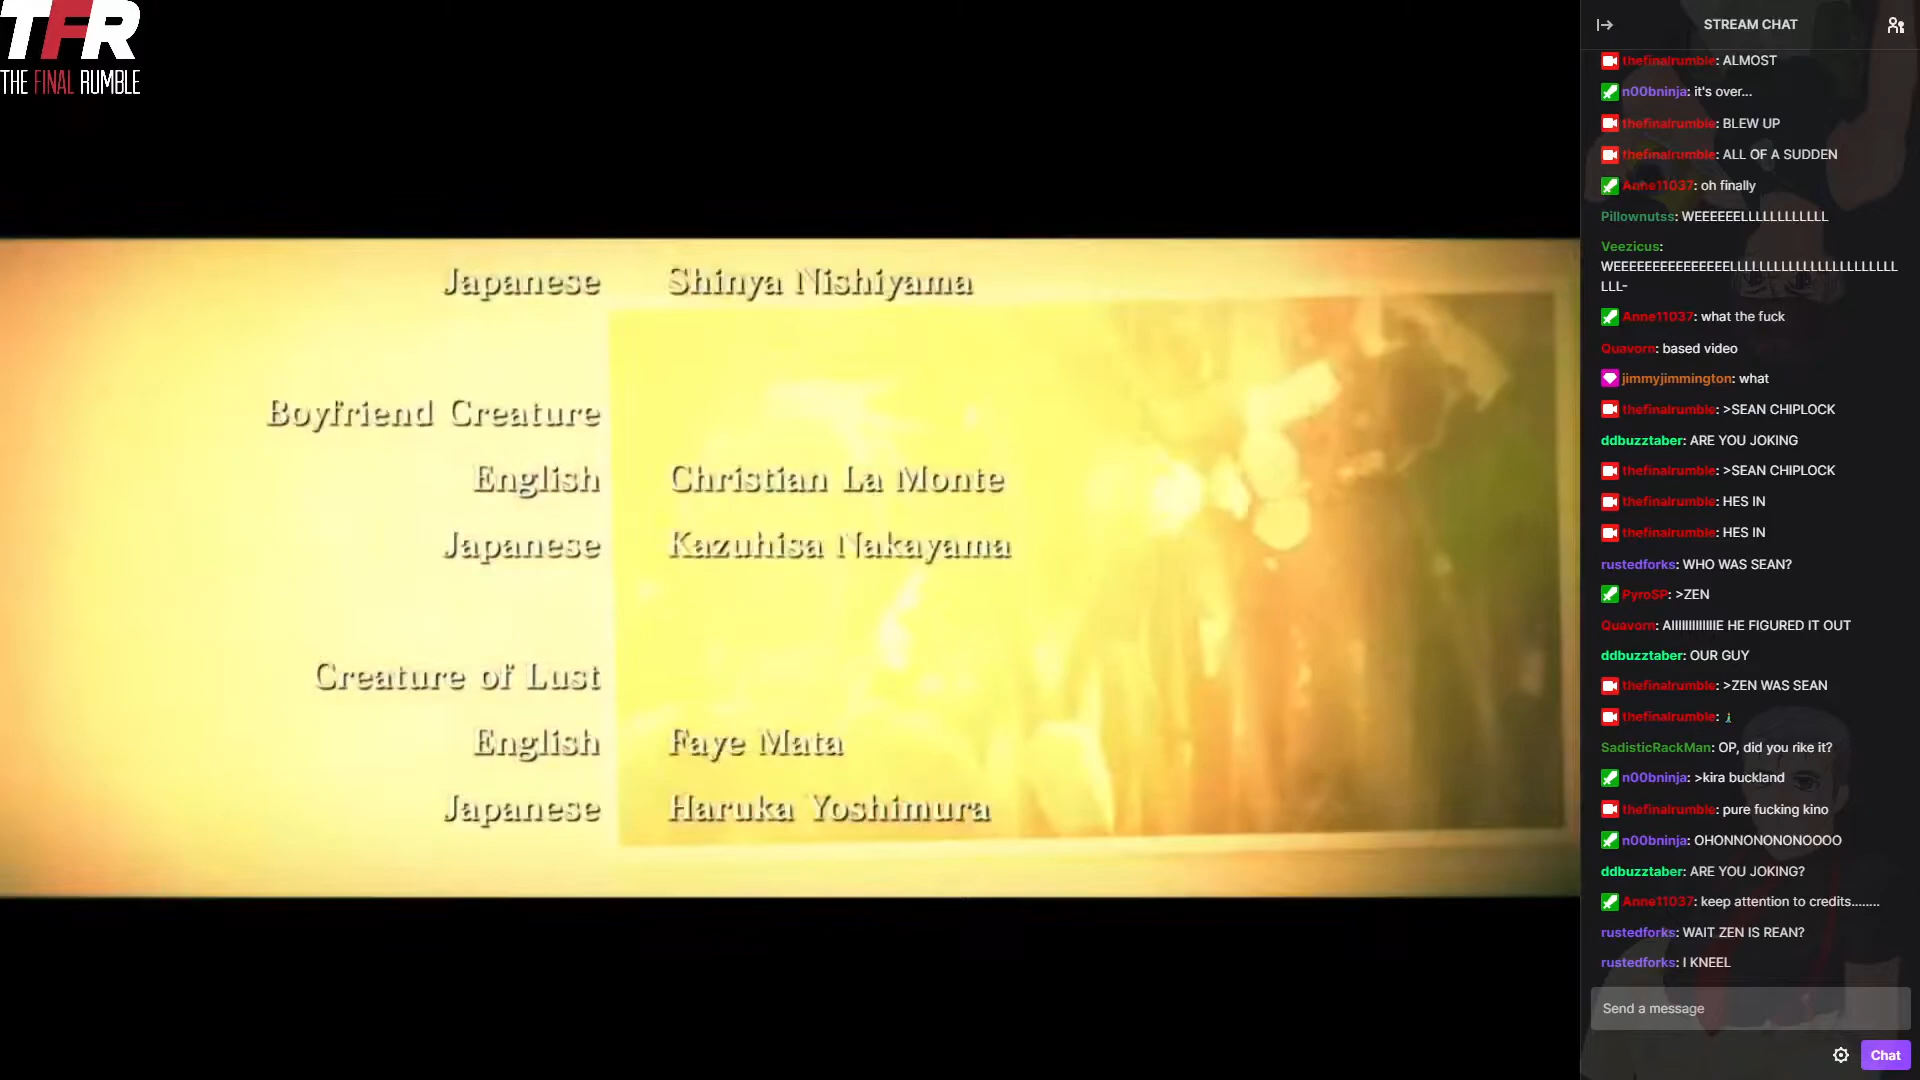 TFR
THE FINAL RUMBLE
Japanese Shinya Nishiyama
Boyfriend Creature
English Christian La Monte
Japanese Kazuhisa Nakayama
Creature of Lust
English Faye Mata
Japanese Haruka Yoshimura
STREAM CHAT
thefinalrumble: ALMOST
n00bninja: it's over...
thefinalrumble: BLEW UP
thefinalrumble: ALL OF A SUDDEN
Anne11037: oh finally
Pillownutss: WEEEEEELLLLLLLLLLLL
Veezicus:
WEEEEEEEEEEEEEEELLLLLLLLLLLLLLLLLLLLLLL
LLL-
Anne11037: what the fuck
Quavorn: based video
jimmyjimmington: what
thefinalrumble: >SEAN CHIPLOCK
ddbuzztaber: ARE YOU JOKING
thefinalrumble: >SEAN CHIPLOCK
thefinalrumble: HES IN
thefinalrumble: HES IN
rustedforks: WHO WAS SEAN?
PyroSP: >ZEN
Quavorn: AIIIIIIIIIIIIIE HE FIGURED IT OUT
ddbuzztaber: OUR GUY
thefinalrumble: >ZEN WAS SEAN
thefinalrumble:
SadisticRackMan: OP, did you rike it?
n00bninja: >kira buckland
thefinalrumble: pure fucking kino
n00bninja: OHONNONONONOOOO
ddbuzztaber: ARE YOU JOKING?
Anne11037: keep attention to credits........
rustedforks: WAIT ZEN IS REAN?
rustedforks: I KNEEL
Send a message
Chat